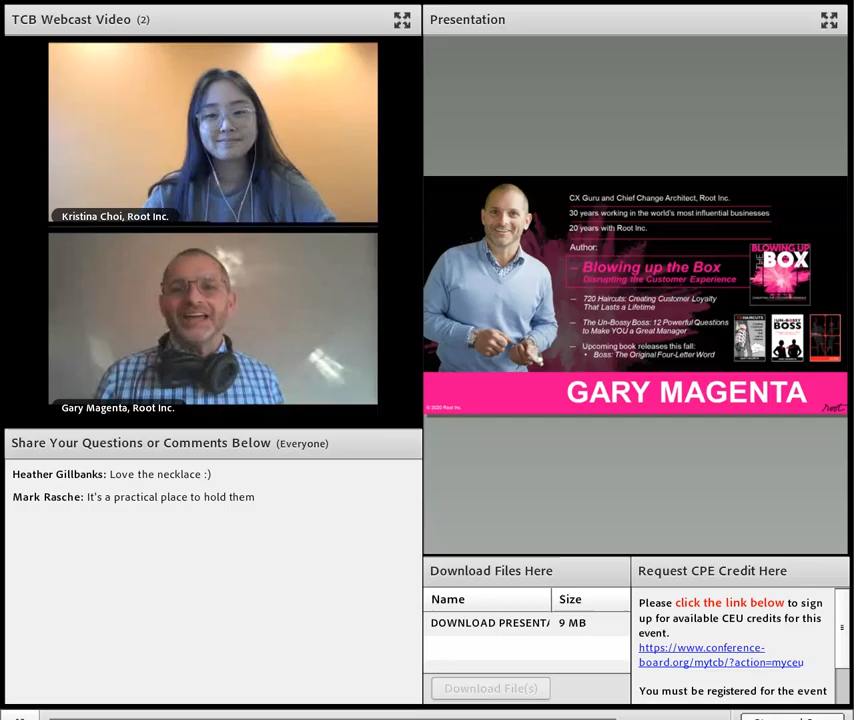 TCB Webcast Video (2)
Kristina Choi, Root Inc.
Gary Magenta, Root Inc.
Share Your Questions or Comments Below (Everyone)
Heather Gillbanks: Love the necklace :)
Mark Rasche: It's a practical place to hold them
Presentation
CX Guru and Chief Change Architect, Root Inc.
30 years working in the world's most influential businesses
20 years with Root Inc.
Author:
– Blowing up the Box
Disrupting the Customer Experience
– 720 Haircuts: Creating Customer Loyalty
That Lasts a Lifetime
– The Un-Bossy Boss: 12 Powerful Questions
to Make YOU a Great Manager
– Upcoming book releases this fall:
• Boss: The Original Four-Letter Word
BLOWING UP
THE
BOX
BOSS
GARY MAGENTA
© 2020 Root Inc.
root
Download Files Here
Name Size
DOWNLOAD PRESENTA 9 MB
Download File(s)
Request CPE Credit Here
Please click the link below to sign
up for available CEU credits for this
event.
https://www.conference-
board.org/mytcb/?action=myceu
You must be registered for the event